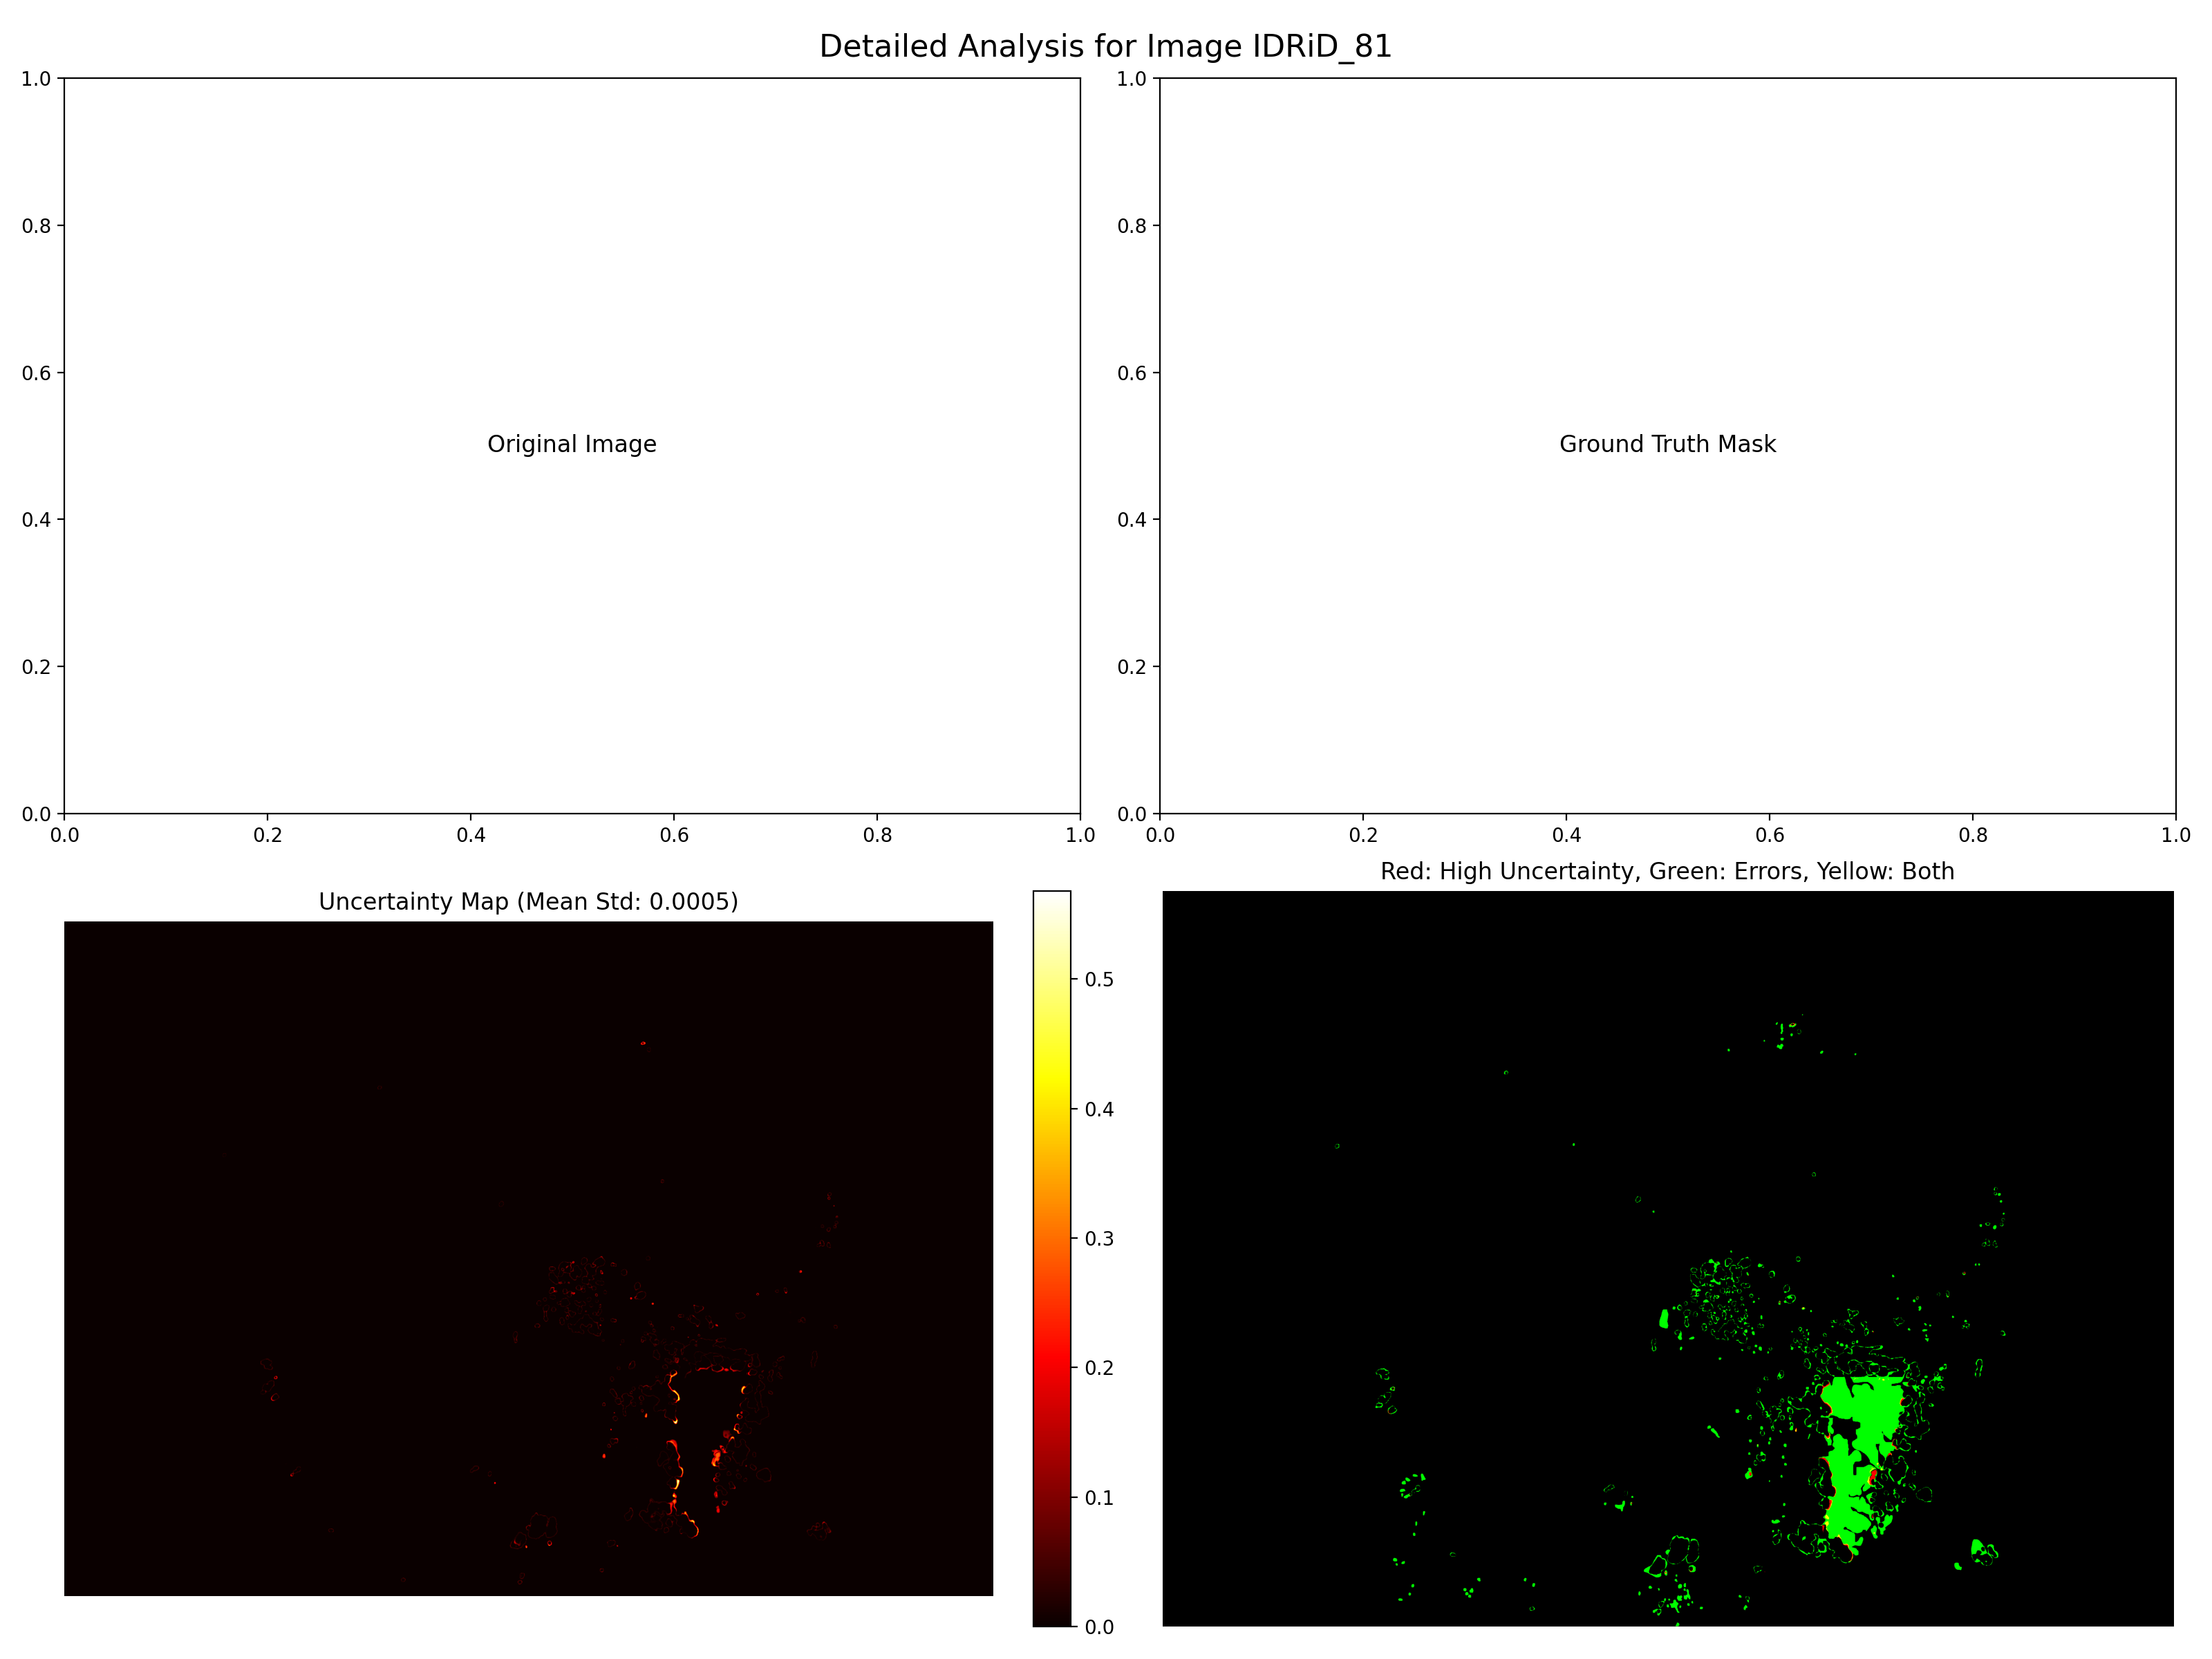 Detailed Analysis for Image IDRiD_81
1.0
0.8
0.6
0.4
0.2
0.0
Original Image
0.0 0.2 0.4 0.6 0.8 1.0
1.0
0.8
0.6
0.4
0.2
0.0
Ground Truth Mask
0.0 0.2 0.4 0.6 0.8 1.0
Uncertainty Map (Mean Std: 0.0005)
0.5
0.4
0.3
0.2
0.1
0.0
Red: High Uncertainty, Green: Errors, Yellow: Both